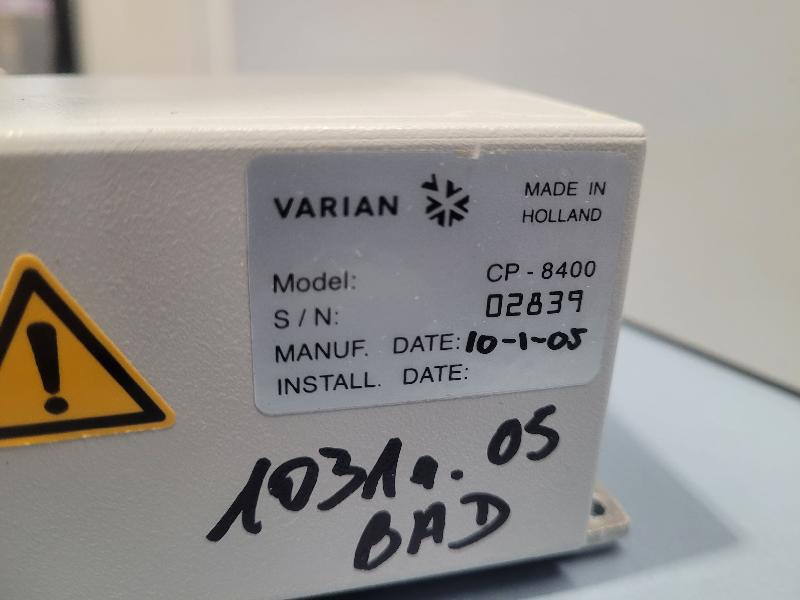 VARIAN
MADE IN
HOLLAND
Model: CP - 8400
S / N: 02839
MANUF. DATE: 10-1-05
INSTALL. DATE:
!
1031a. 05
BAD